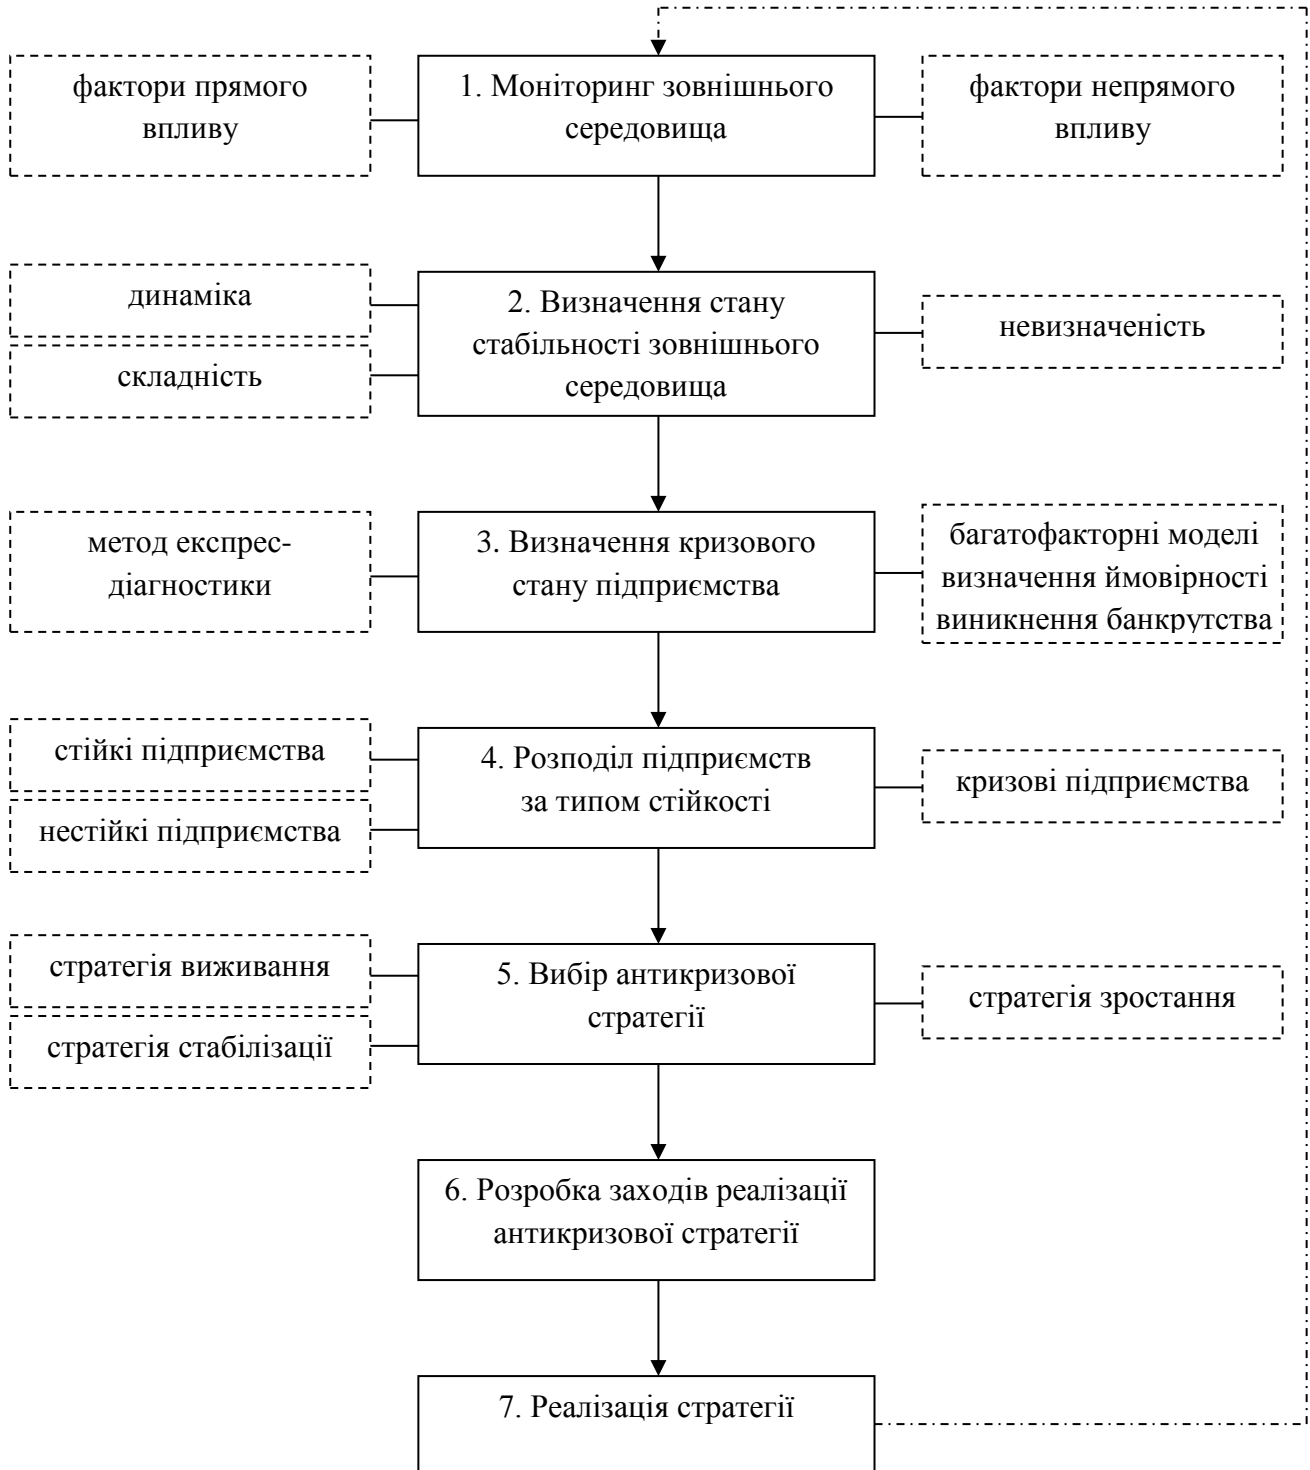 фактори прямого
впливу
1. Моніторинг зовнішнього
середовища
фактори непрямого
впливу
динаміка
складність
2. Визначення стану
стабільності зовнішнього
середовища
невизначеність
метод експрес-
діагностики
3. Визначення кризового
стану підприємства
багатофакторні моделі
визначення ймовірності
виникнення банкрутства
стійкі підприємства
нестійкі підприємства
4. Розподіл підприємств
за типом стійкості
кризові підприємства
стратегія виживання
стратегія стабілізації
5. Вибір антикризової
стратегії
стратегія зростання
6. Розробка заходів реалізації
антикризової стратегії
7. Реалізація стратегії